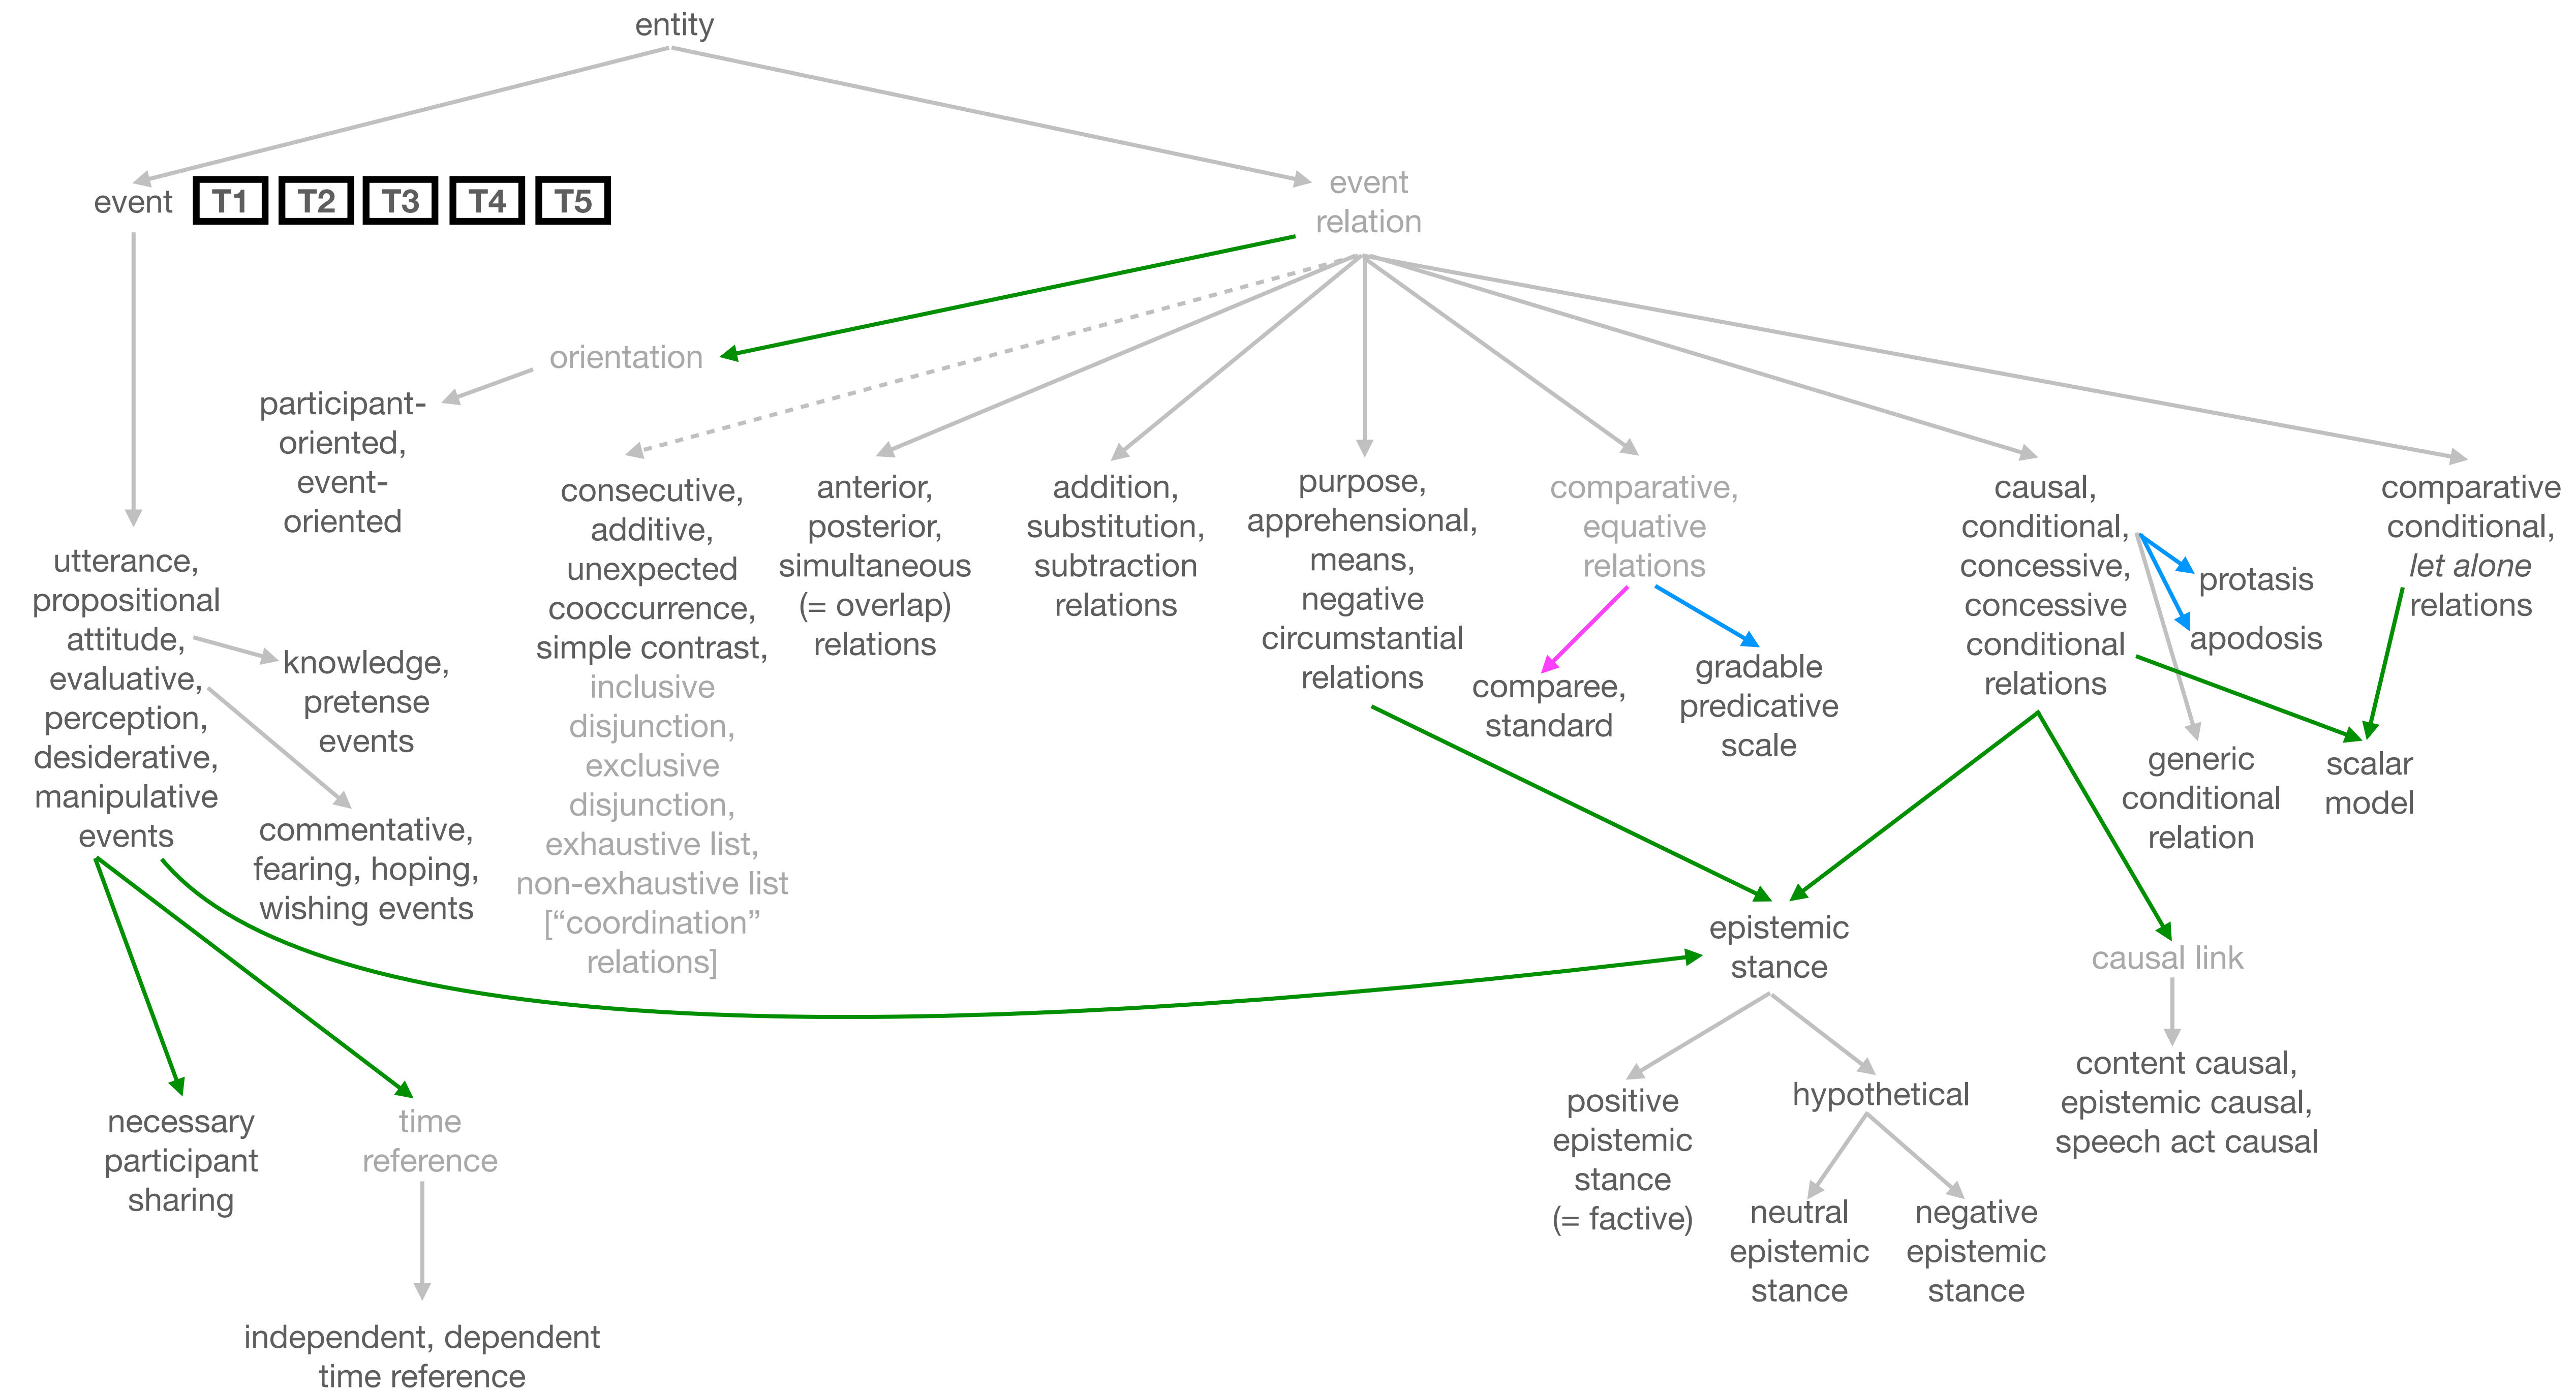 entity
event
T1
T2
T3
T4
T5
event
relation
orientation
participant-
oriented,
event-
oriented
utterance,
propositional
attitude,
evaluative,
perception,
desiderative,
manipulative
events
knowledge,
pretense
events
commentative,
fearing, hoping,
wishing events
consecutive,
additive,
unexpected
cooccurrence,
simple contrast,
inclusive
disjunction,
exclusive
disjunction,
exhaustive list,
non-exhaustive list
[“coordination”
relations]
anterior,
posterior,
simultaneous
(= overlap)
relations
addition,
substitution,
subtraction
relations
purpose,
apprehensional,
means,
negative
circumstantial
relations
comparative,
equative
relations
comparee,
standard
gradable
predicative
scale
causal,
conditional,
concessive,
concessive
conditional
relations
protasis
apodosis
generic
conditional
relation
comparative
conditional,
let alone
relations
scalar
model
epistemic
stance
causal link
positive
epistemic
stance
(= factive)
hypothetical
neutral
epistemic
stance
negative
epistemic
stance
content causal,
epistemic causal,
speech act causal
necessary
participant
sharing
time
reference
independent, dependent
time reference